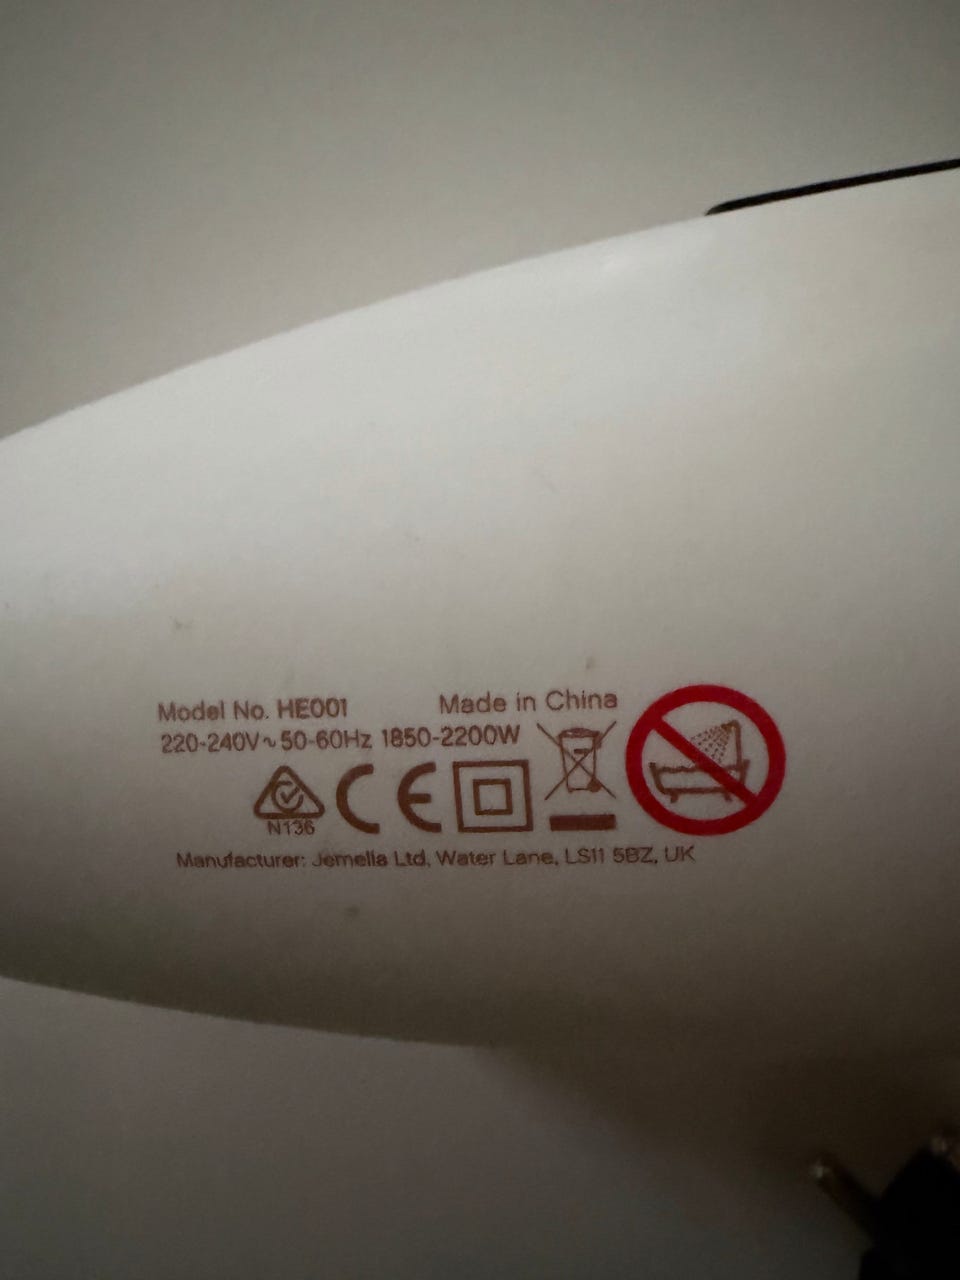 Model No. HE001 Made in China
220-240V~50-60Hz 1850-2200W
N136
CE
Manufacturer: Jemella Ltd, Water Lane, LS11 5BZ, UK